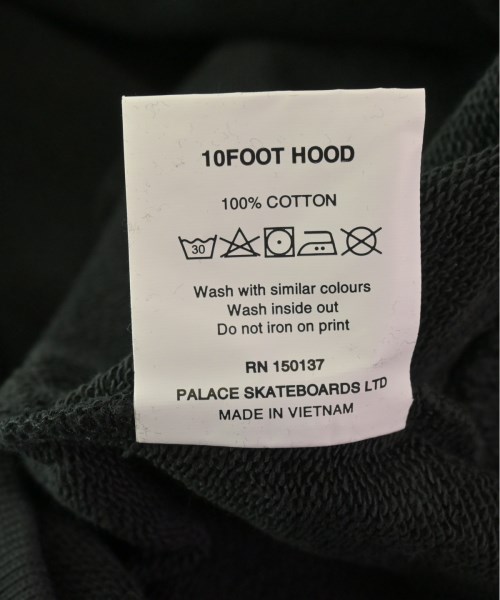 10FOOT HOOD
100% COTTON
30
Wash with similar colours
Wash inside out
Do not iron on print
RN 150137
PALACE SKATEBOARDS LTD
MADE IN VIETNAM